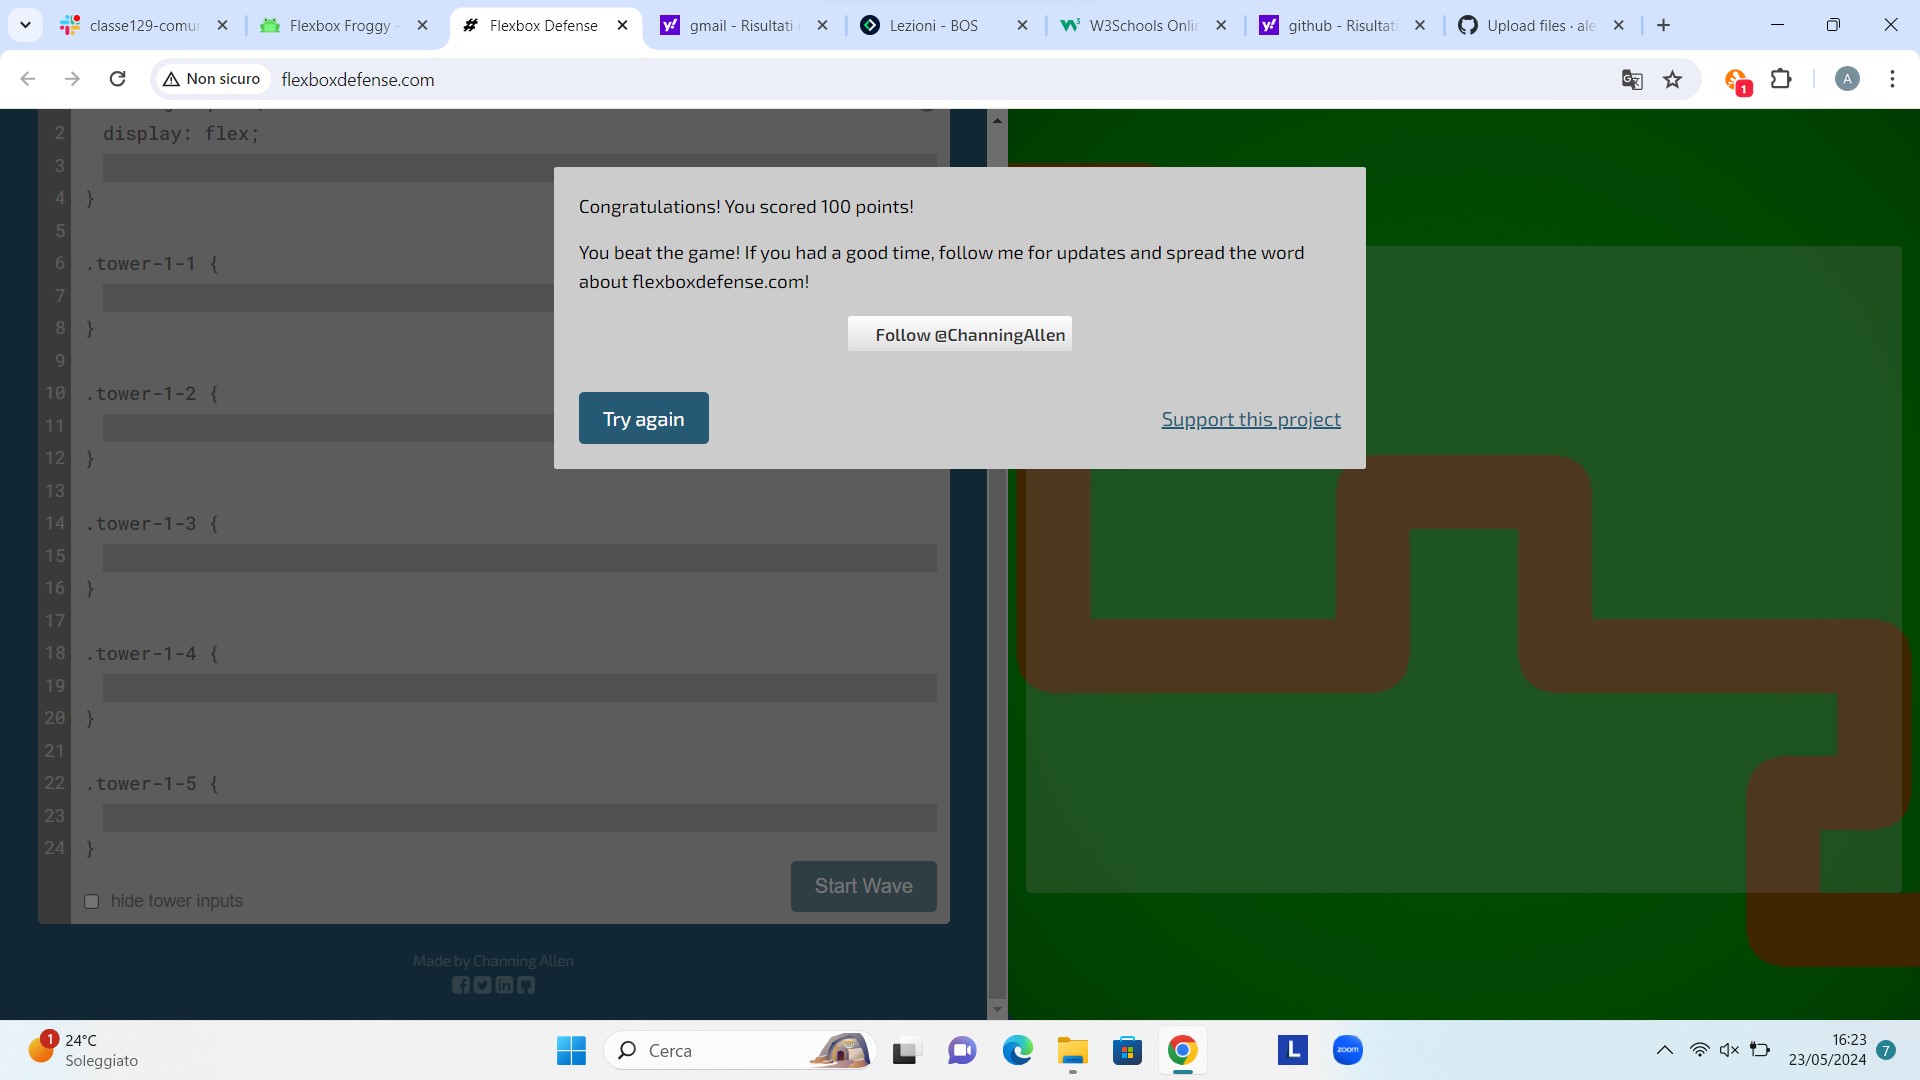 classe129-comur
Flexbox Froggy -
Flexbox Defense
gmail - Risultati
Lezioni - BOS
W3Schools Onlin
github - Risultati
Upload files · ale
Non sicuro
flexboxdefense.com
1
A
2 display: flex;
3
4 }
5
6 .tower-1-1 {
7
8 }
9
10 .tower-1-2 {
11
12 }
13
14 .tower-1-3 {
15
16 }
17
18 .tower-1-4 {
19
20 }
21
22 .tower-1-5 {
23
24 }
Congratulations! You scored 100 points!
You beat the game! If you had a good time, follow me for updates and spread the word
about flexboxdefense.com!
Follow @ChanningAllen
Try again
Support this project
hide tower inputs
Start Wave
Made by Channing Allen
1
24°C
Soleggiato
Cerca
L
zoom
16:23
23/05/2024
7